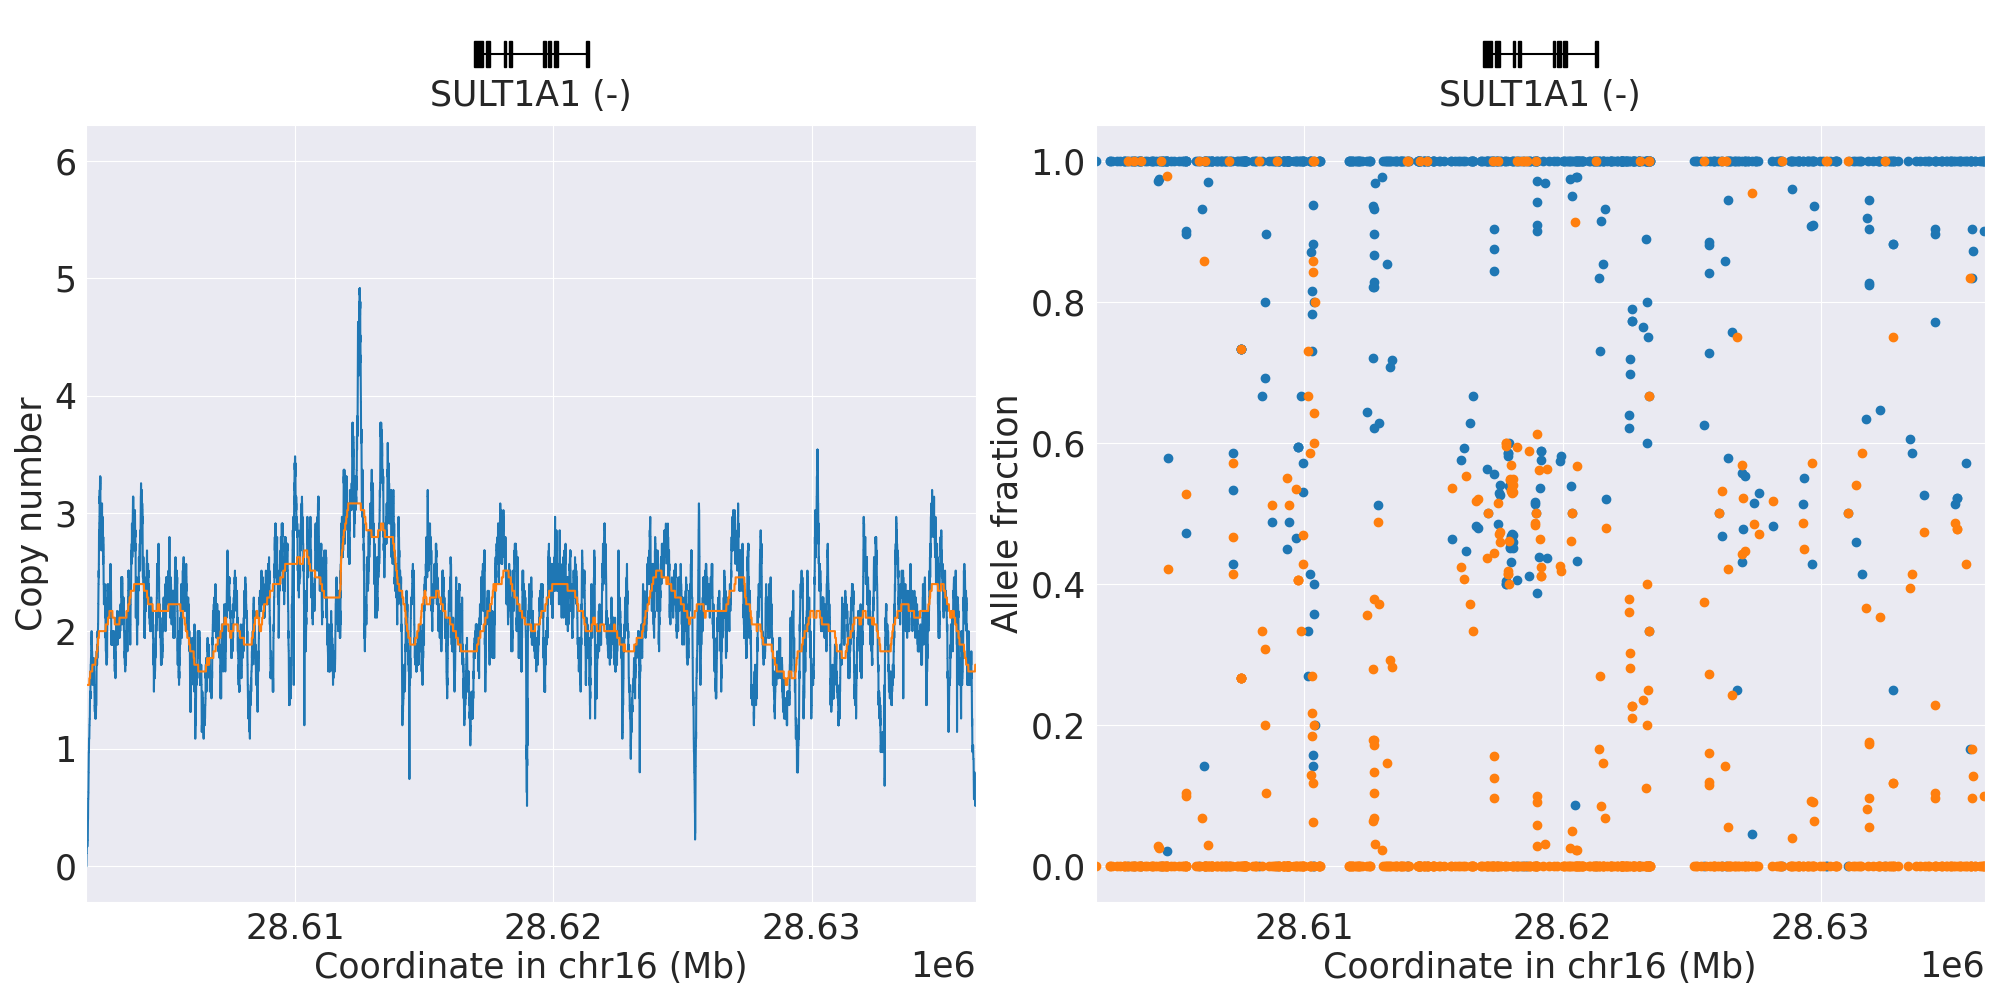 SULT1A1 (-)
6
5
4
3
2
1
0
Copy number
28.61
28.62
28.63
Coordinate in chr16 (Mb)
1e6
SULT1A1 (-)
1.0
0.8
0.6
0.4
0.2
0.0
Allele fraction
28.61
28.62
28.63
Coordinate in chr16 (Mb)
1e6